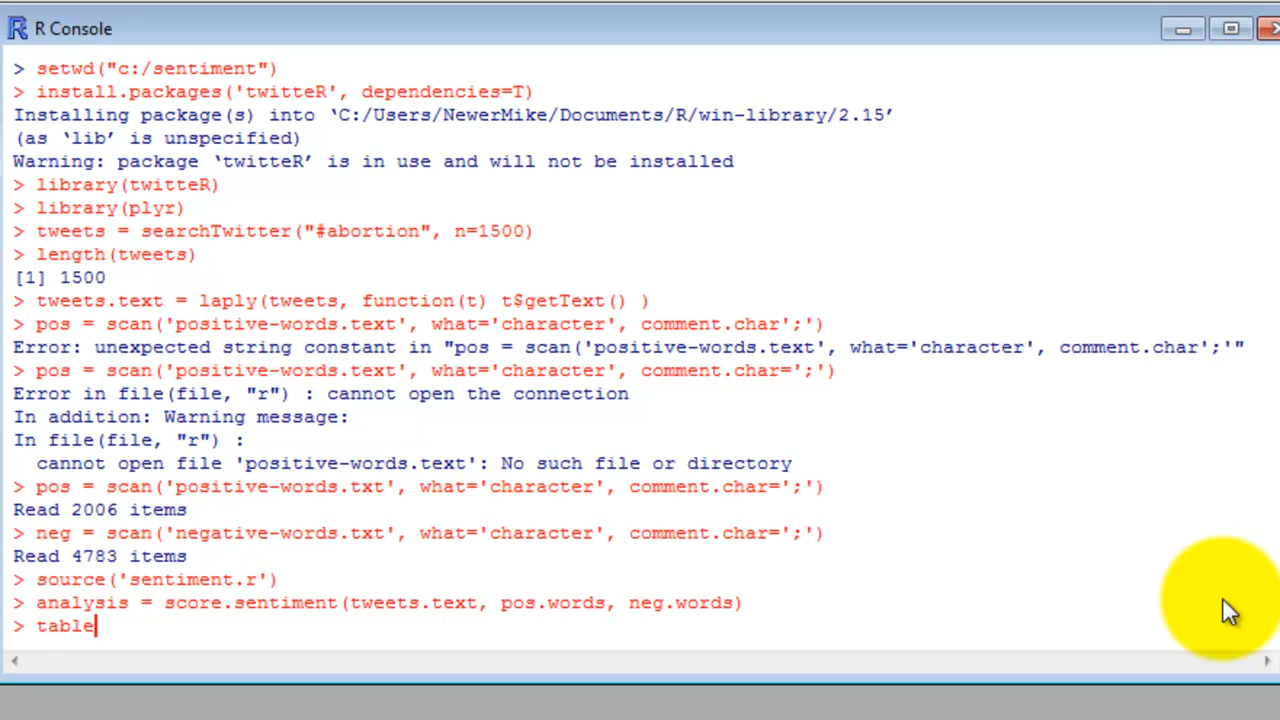 R Console
> setwd("c:/sentiment")
> install.packages('twitteR', dependencies=T)
Installing package(s) into ‘C:/Users/NewerMike/Documents/R/win-library/2.15’
(as ‘lib’ is unspecified)
Warning: package ‘twitteR’ is in use and will not be installed
> library(twitteR)
> library(plyr)
> tweets = searchTwitter("#abortion", n=1500)
> length(tweets)
[1] 1500
> tweets.text = laply(tweets, function(t) t$getText() )
> pos = scan('positive-words.text', what='character', comment.char';')
Error: unexpected string constant in "pos = scan('positive-words.text', what='character', comment.char';'"
> pos = scan('positive-words.text', what='character', comment.char=';')
Error in file(file, "r") : cannot open the connection
In addition: Warning message:
In file(file, "r") :
  cannot open file 'positive-words.text': No such file or directory
> pos = scan('positive-words.txt', what='character', comment.char=';')
Read 2006 items
> neg = scan('negative-words.txt', what='character', comment.char=';')
Read 4783 items
> source('sentiment.r')
> analysis = score.sentiment(tweets.text, pos.words, neg.words)
> table